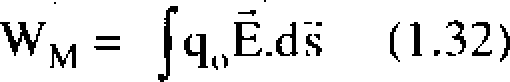 W_M = ∫q_o E⃗.ds⃗ (1.32)